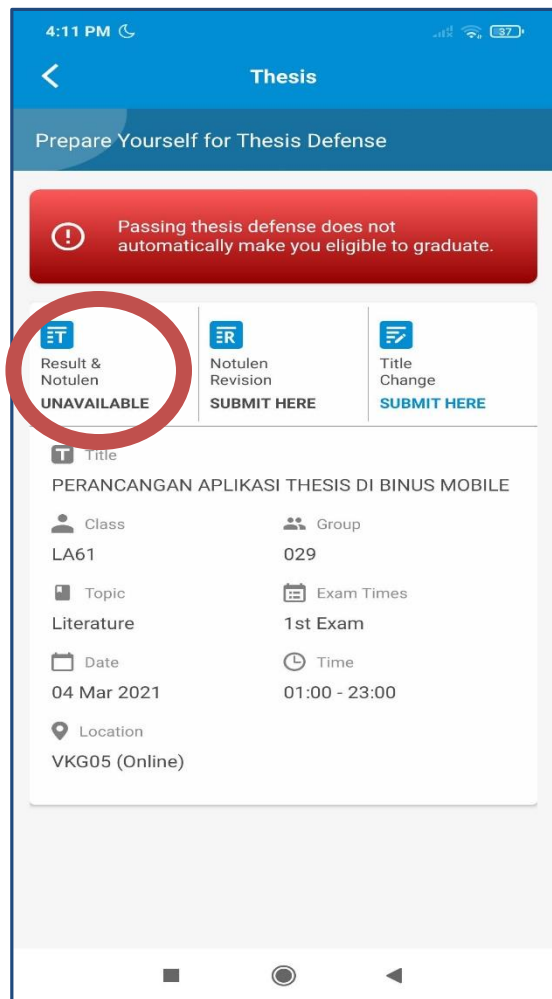 4:11 PM
37
Thesis
Prepare Yourself for Thesis Defense
Passing thesis defense does not
automatically make you eligible to graduate.
T
Result &
Notulen
UNAVAILABLE
R
Notulen
Revision
SUBMIT HERE
Title
Change
SUBMIT HERE
T Title
PERANCANGAN APLIKASI THESIS DI BINUS MOBILE
Class
LA61
Group
029
Topic
Literature
Exam Times
1st Exam
Date
04 Mar 2021
Time
01:00 - 23:00
Location
VKG05 (Online)